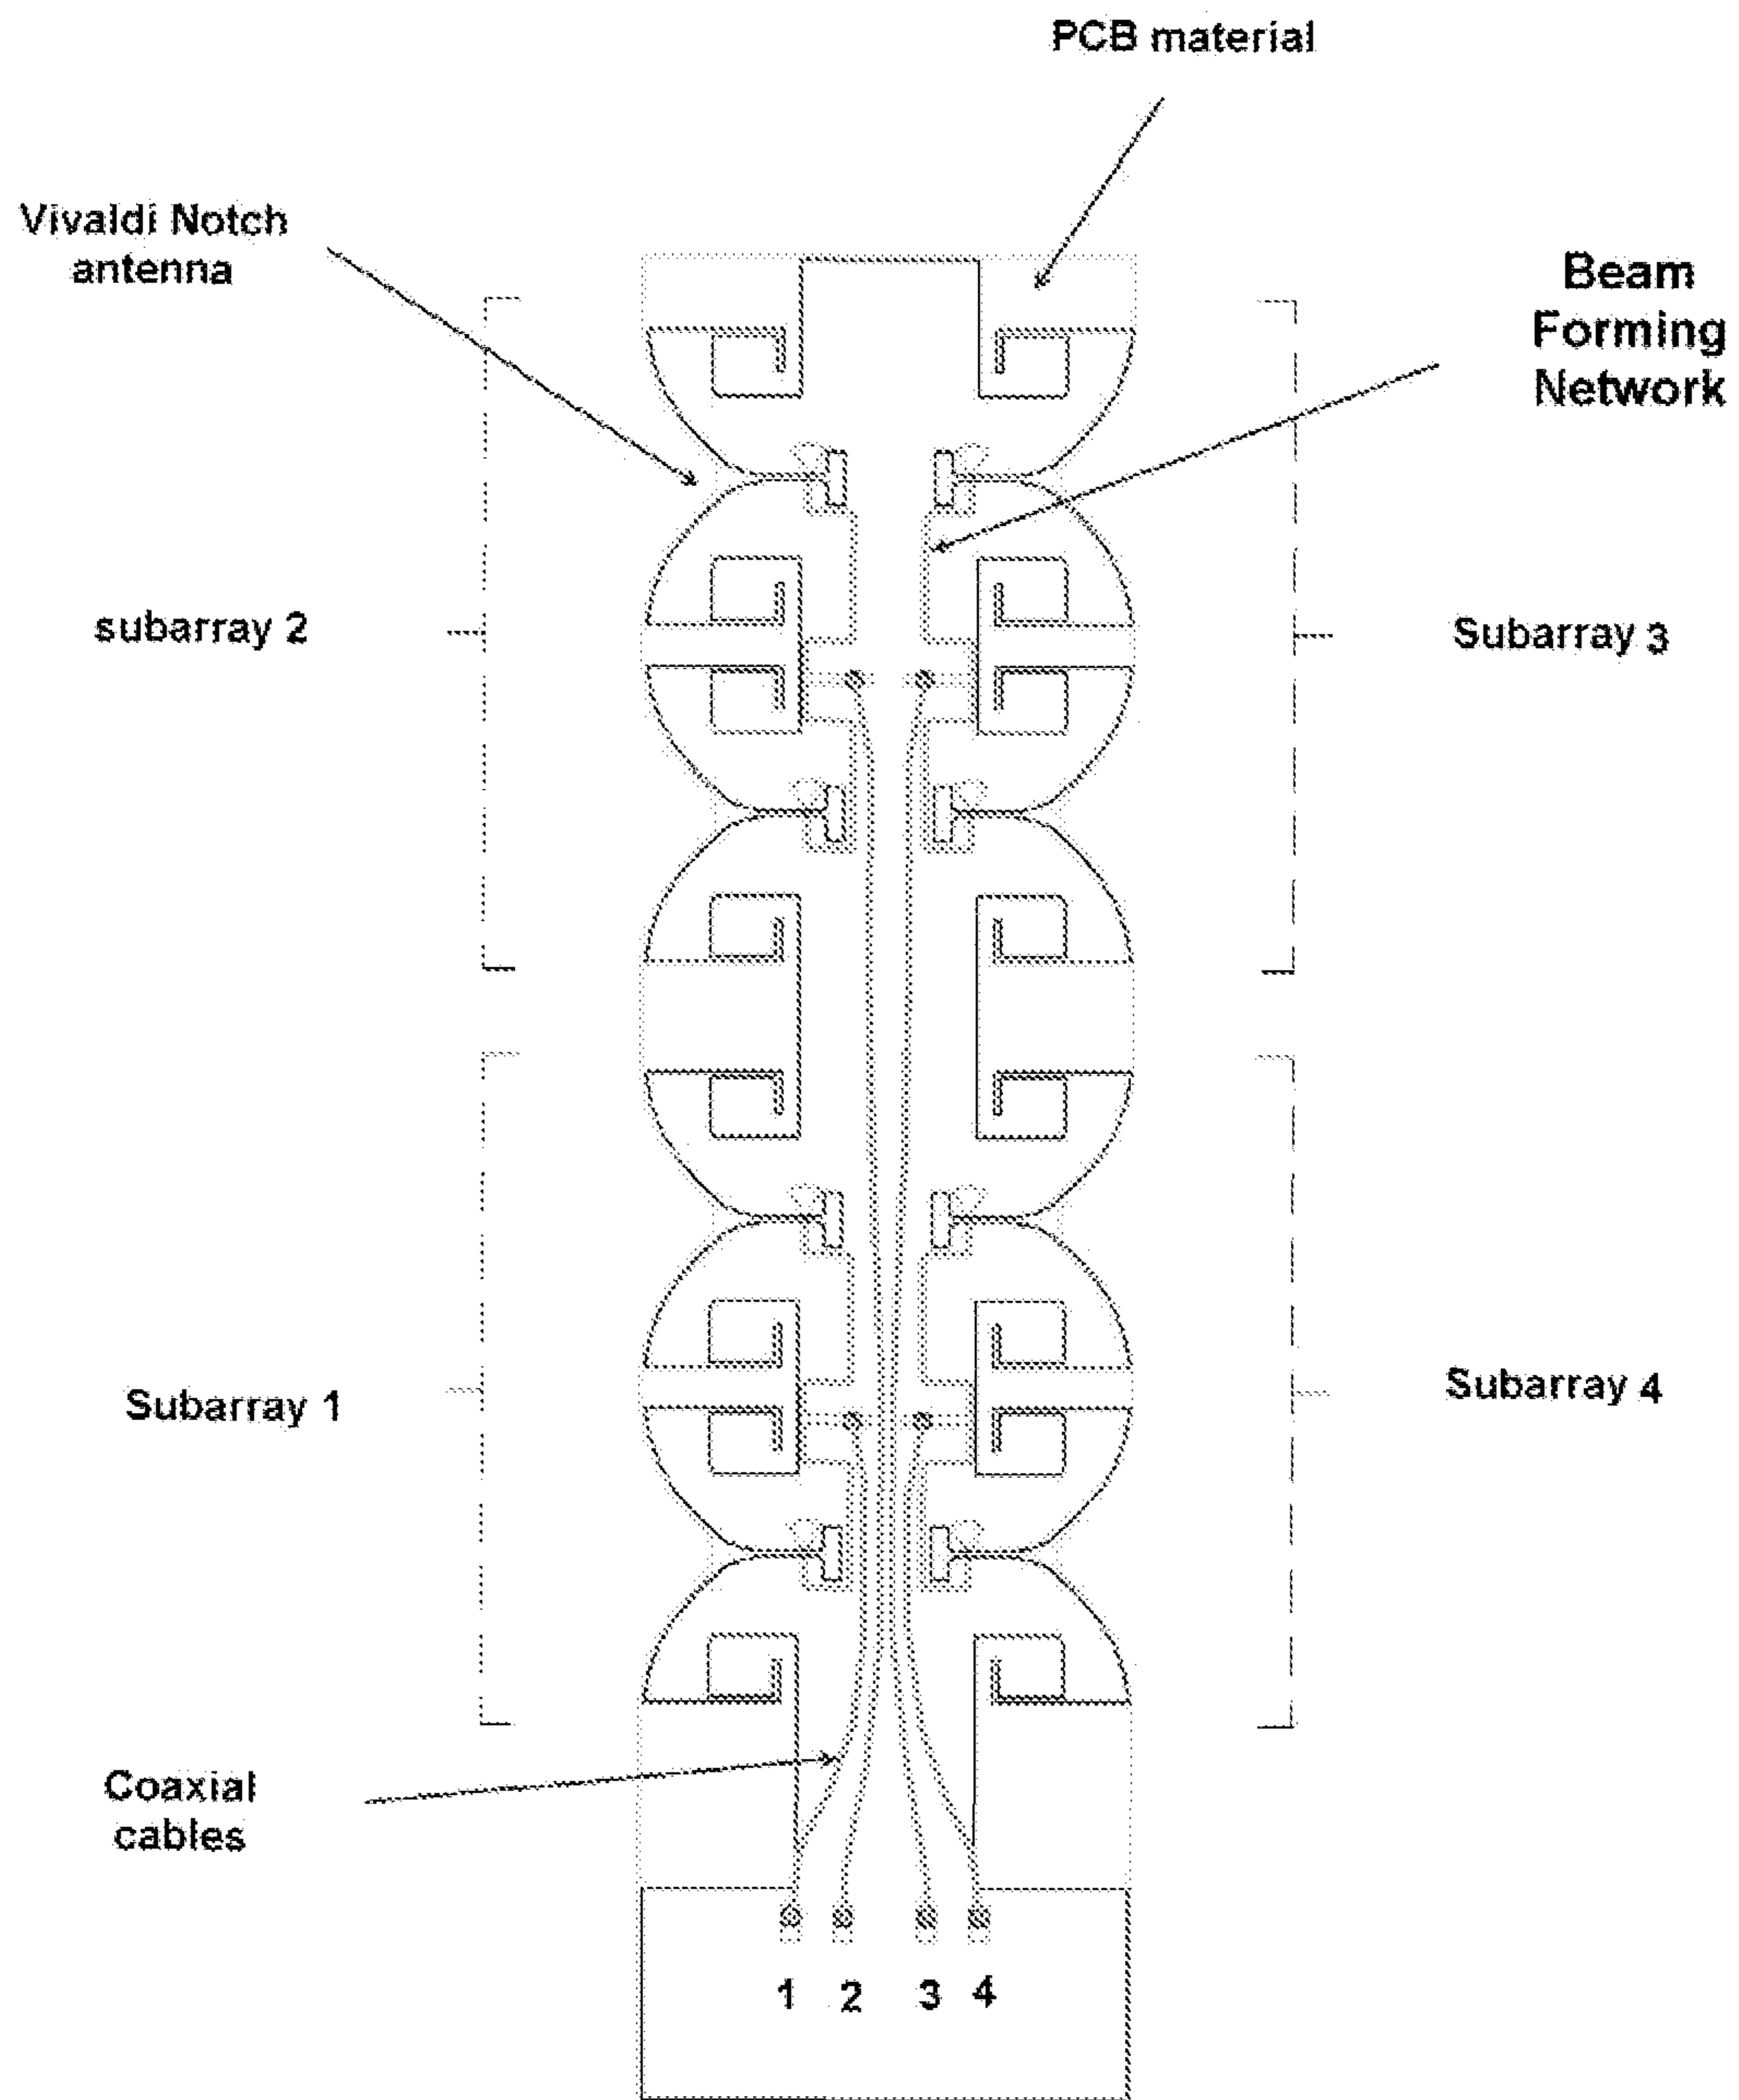 PCB material
Vivaldi Notch
antenna
Beam
Forming
Network
subarray 2
Subarray 3
Subarray 1
Subarray 4
Coaxial
cables
1 2 3 4